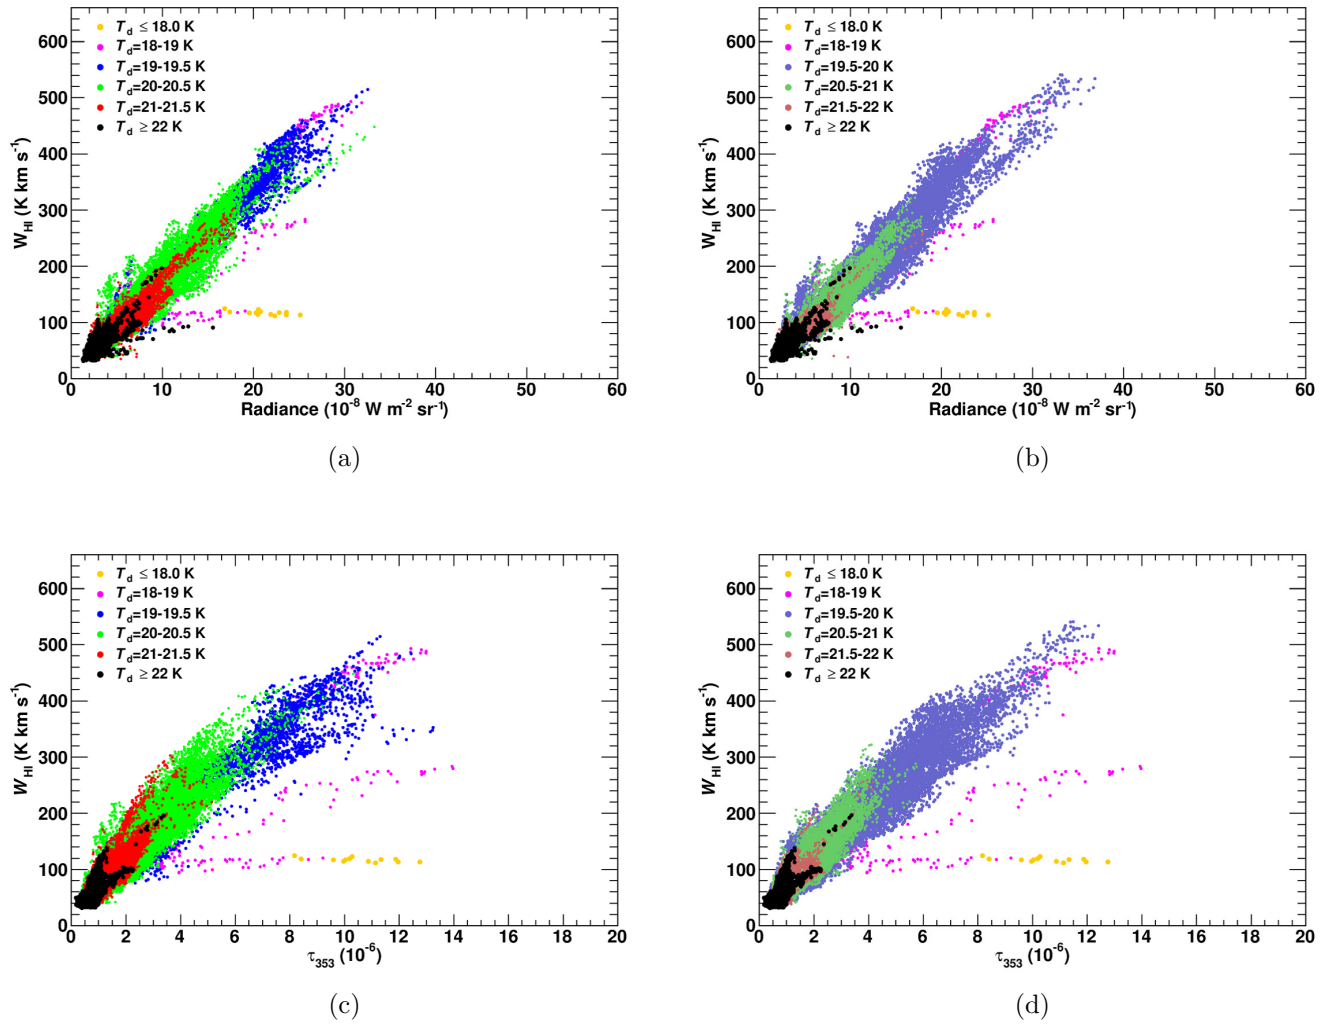 600
500
400
300
200
100
0
W_HI (K km s⁻¹)
T_d ≤ 18.0 K
T_d=18-19 K
T_d=19-19.5 K
T_d=20-20.5 K
T_d=21-21.5 K
T_d ≥ 22 K
0 10 20 30 40 50 60
Radiance (10⁻⁸ W m⁻² sr⁻¹)
(a)
600
500
400
300
200
100
0
W_HI (K km s⁻¹)
T_d ≤ 18.0 K
T_d=18-19 K
T_d=19.5-20 K
T_d=20.5-21 K
T_d=21.5-22 K
T_d ≥ 22 K
0 10 20 30 40 50 60
Radiance (10⁻⁸ W m⁻² sr⁻¹)
(b)
600
500
400
300
200
100
0
W_HI (K km s⁻¹)
T_d ≤ 18.0 K
T_d=18-19 K
T_d=19-19.5 K
T_d=20-20.5 K
T_d=21-21.5 K
T_d ≥ 22 K
0 2 4 6 8 10 12 14 16 18 20
τ_353 (10⁻⁶)
(c)
600
500
400
300
200
100
0
W_HI (K km s⁻¹)
T_d ≤ 18.0 K
T_d=18-19 K
T_d=19.5-20 K
T_d=20.5-21 K
T_d=21.5-22 K
T_d ≥ 22 K
0 2 4 6 8 10 12 14 16 18 20
τ_353 (10⁻⁶)
(d)